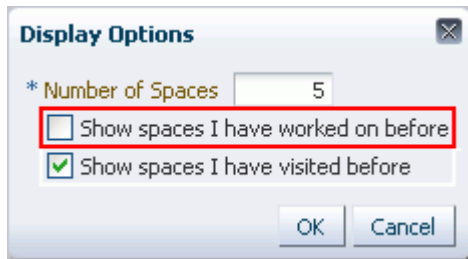 Display Options
* Number of Spaces 5
Show spaces I have worked on before
Show spaces I have visited before
OK Cancel